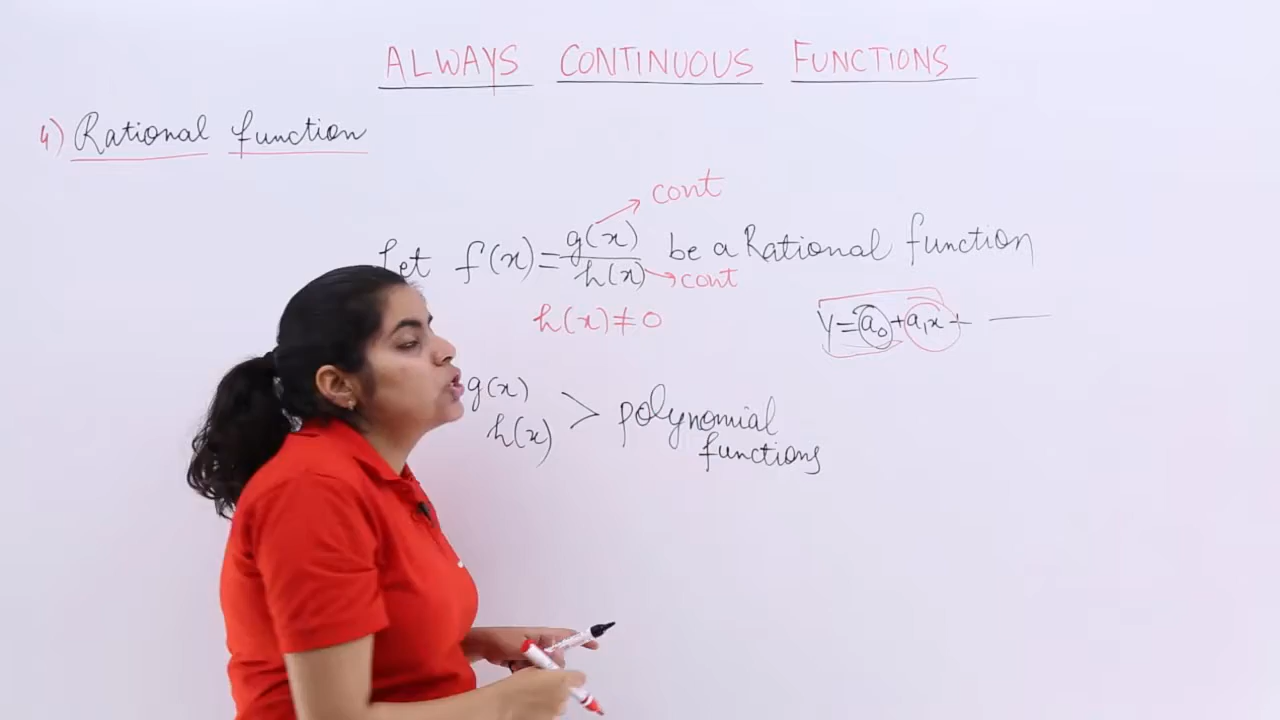 ALWAYS CONTINUOUS FUNCTIONS
4) Rational function
cont
Let f(x) = g(x)/h(x) be a Rational function
cont
h(x) ≠ 0
y = a₀ + a₁x + ——
g(x)
h(x) > polynomial
functions